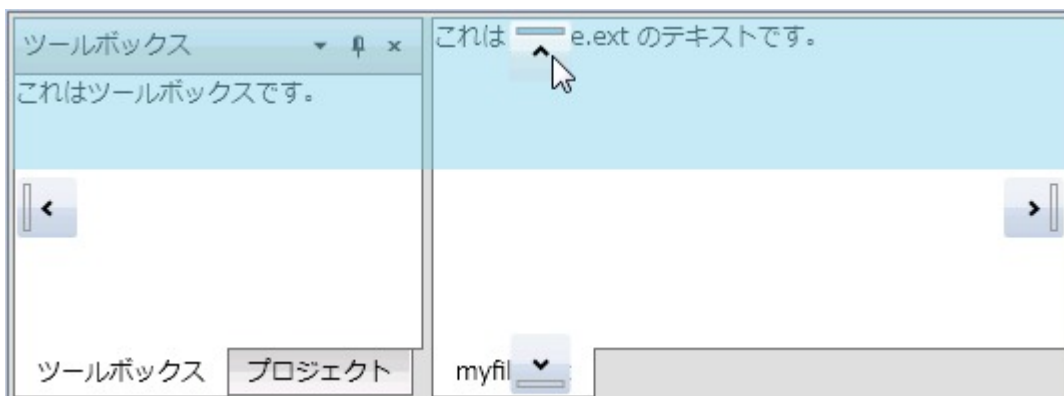 ツールボックス
これはツールボックスです。
これは e.ext のテキストです。
ツールボックス
プロジェクト
myfil